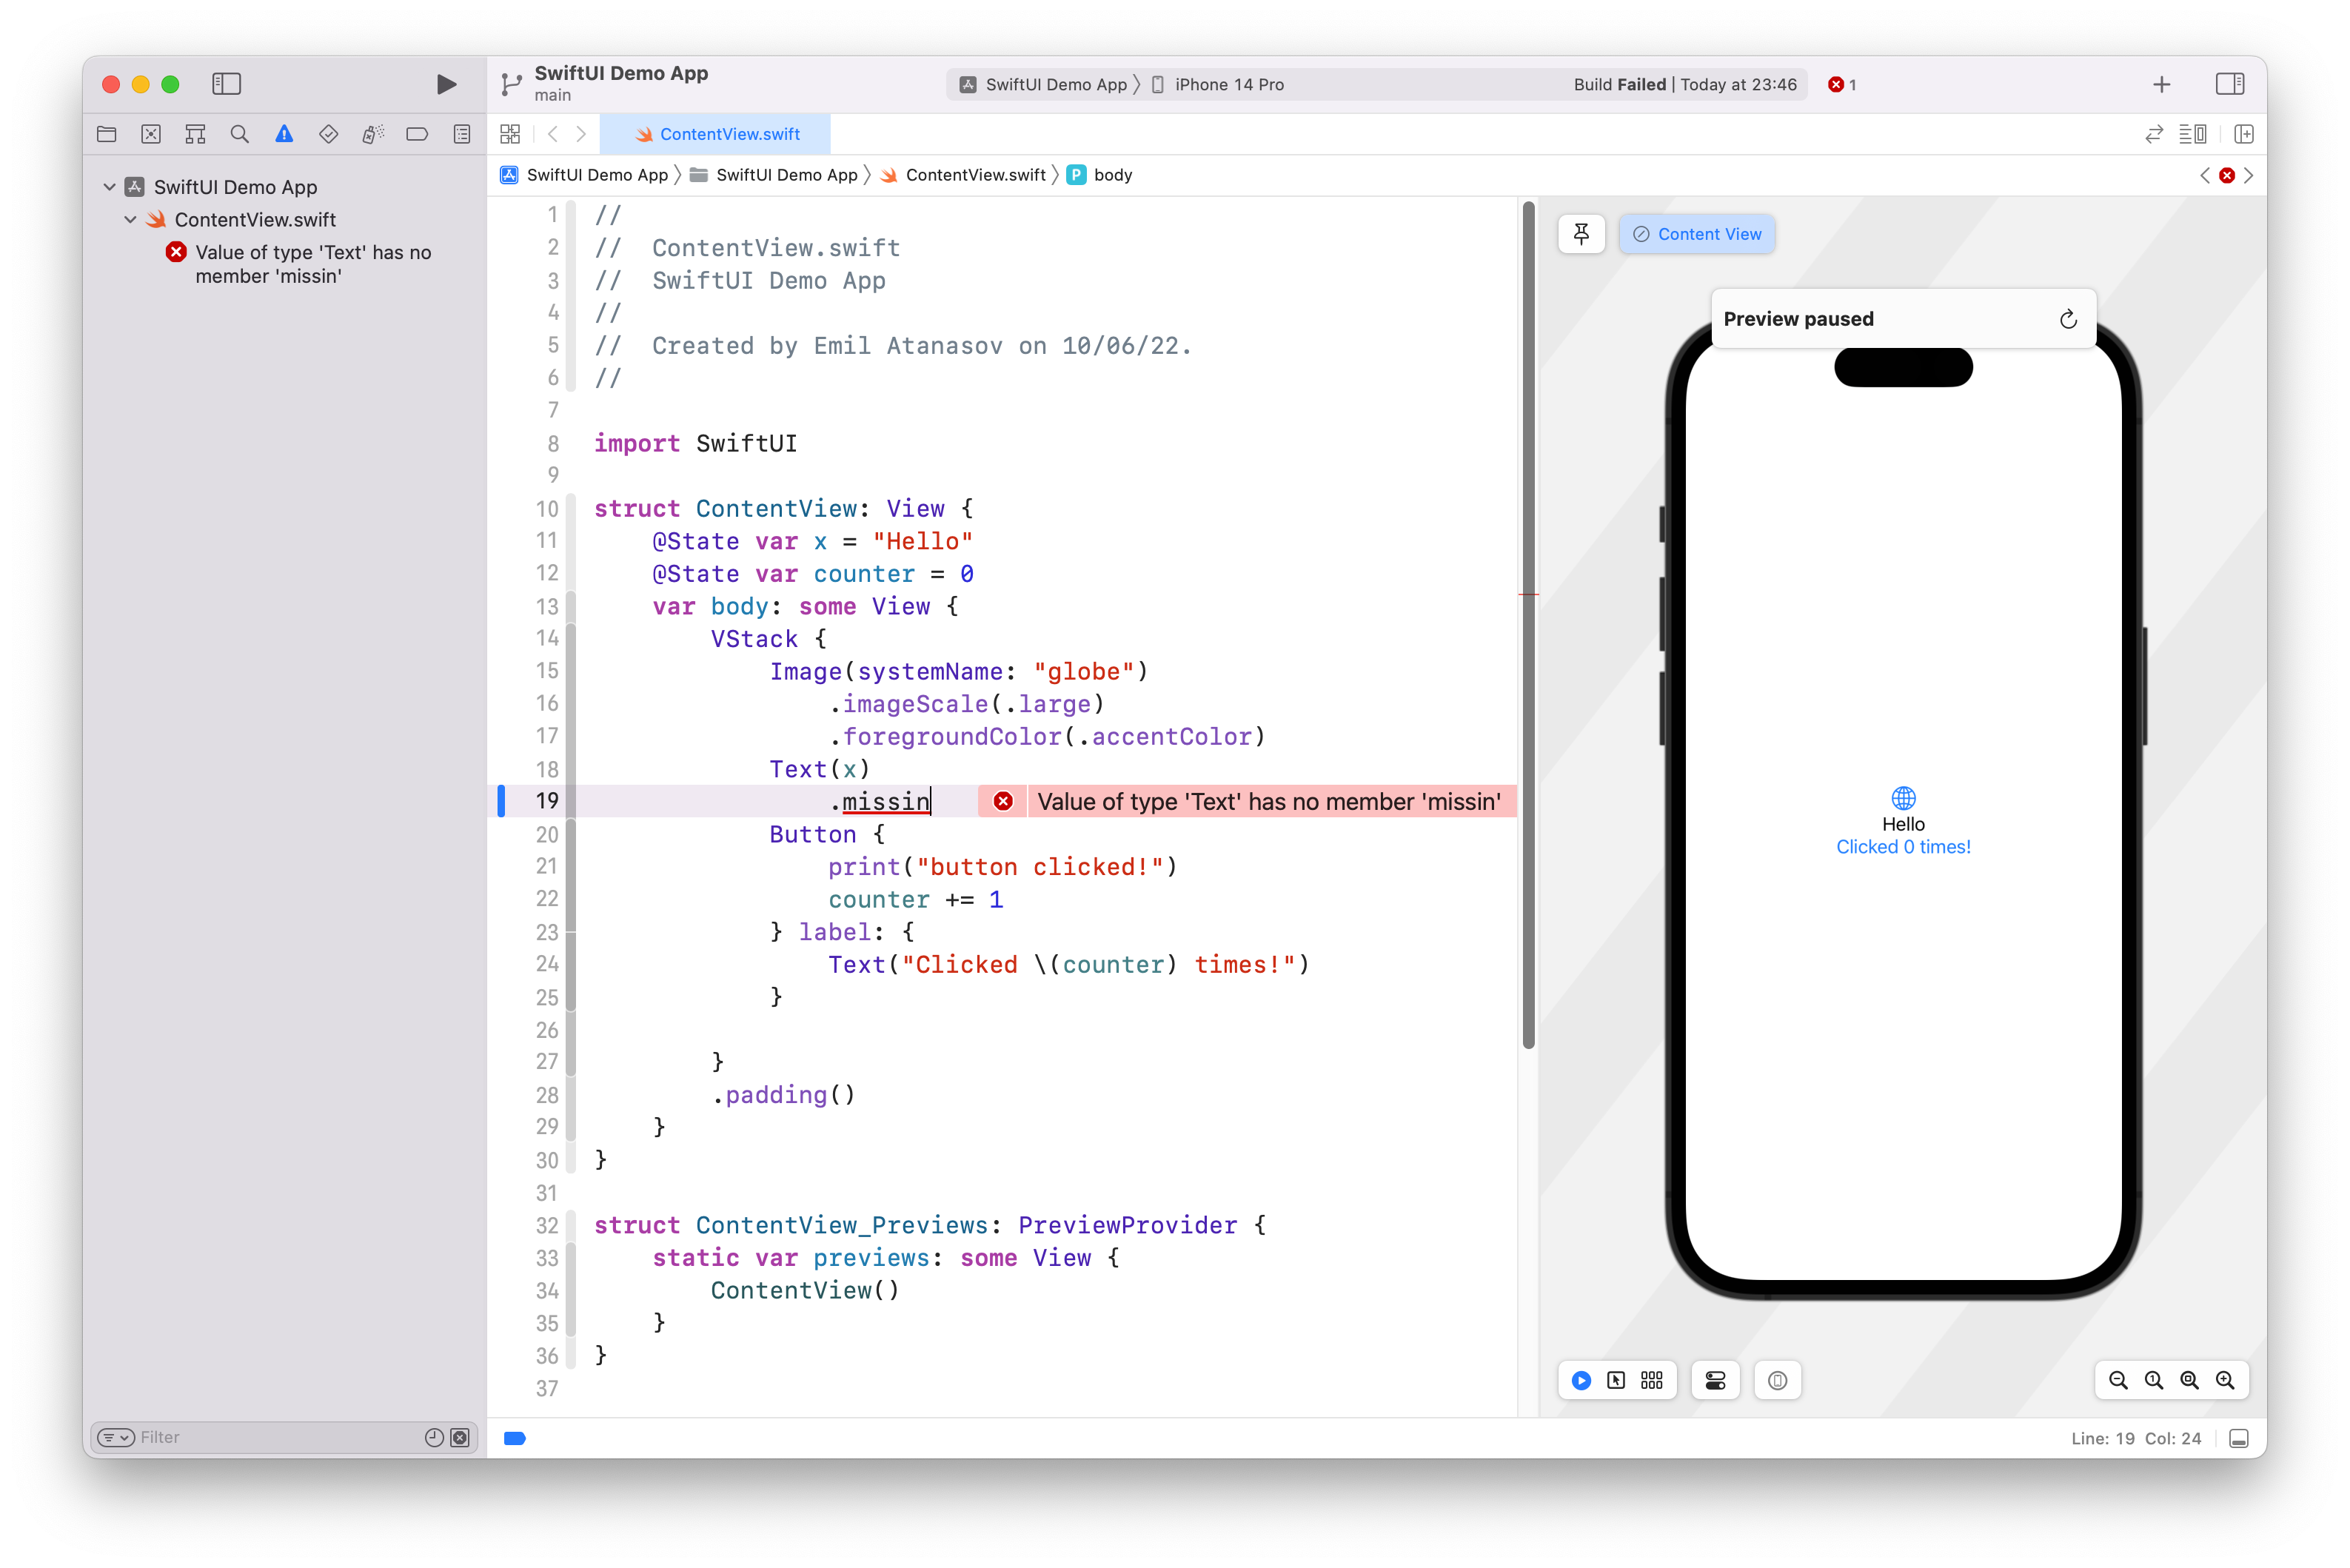 SwiftUI Demo App
main
SwiftUI Demo App
iPhone 14 Pro
Build Failed | Today at 23:46
1
ContentView.swift
SwiftUI Demo App
SwiftUI Demo App
ContentView.swift
P
body
SwiftUI Demo App
ContentView.swift
Value of type 'Text' has no
member 'missin'
Filter
1 //
2 //  ContentView.swift
3 //  SwiftUI Demo App
4 //
5 //  Created by Emil Atanasov on 10/06/22.
6 //
7
8 import SwiftUI
9
10 struct ContentView: View {
11     @State var x = "Hello"
12     @State var counter = 0
13     var body: some View {
14         VStack {
15             Image(systemName: "globe")
16                 .imageScale(.large)
17                 .foregroundColor(.accentColor)
18             Text(x)
19                 .missin Value of type 'Text' has no member 'missin'
20             Button {
21                 print("button clicked!")
22                 counter += 1
23             } label: {
24                 Text("Clicked \(counter) times!")
25             }
26
27         }
28         .padding()
29     }
30 }
31
32 struct ContentView_Previews: PreviewProvider {
33     static var previews: some View {
34         ContentView()
35     }
36 }
37
Content View
Preview paused
Hello
Clicked 0 times!
Line: 19 Col: 24